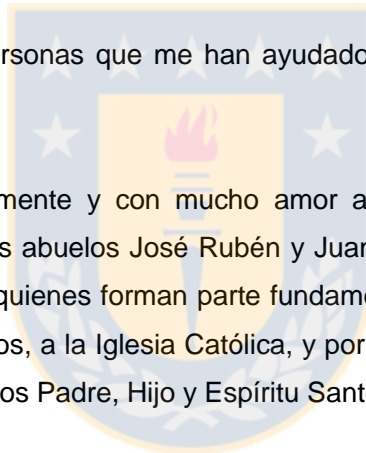 ersonas que me han ayudado
mente y con mucho amor a
s abuelos José Rubén y Juan
quienes forman parte fundame
os, a la Iglesia Católica, y por
os Padre, Hijo y Espíritu Sant